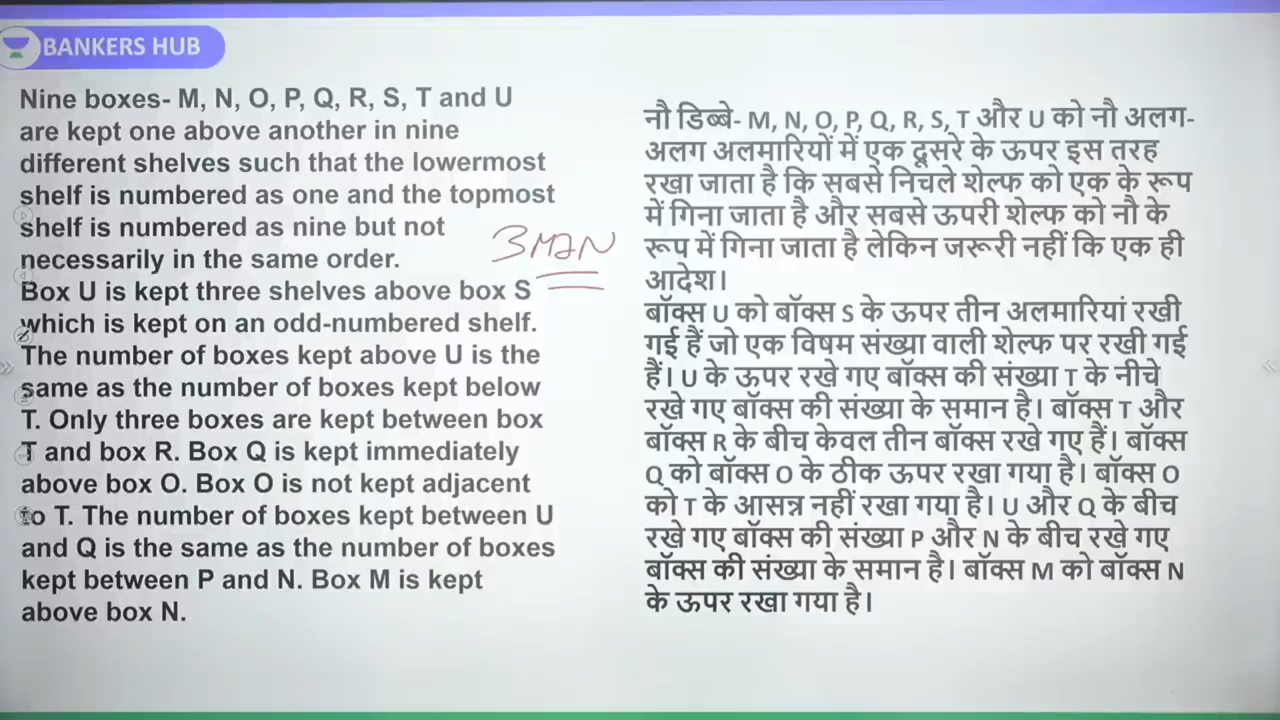 BANKERS HUB
Nine boxes- M, N, O, P, Q, R, S, T and U
are kept one above another in nine
different shelves such that the lowermost
shelf is numbered as one and the topmost
shelf is numbered as nine but not
necessarily in the same order.
Box U is kept three shelves above box S
which is kept on an odd-numbered shelf.
The number of boxes kept above U is the
same as the number of boxes kept below
T. Only three boxes are kept between box
T and box R. Box Q is kept immediately
above box O. Box O is not kept adjacent
to T. The number of boxes kept between U
and Q is the same as the number of boxes
kept between P and N. Box M is kept
above box N.
नौ डिब्बे- M, N, O, P, Q, R, S, T और U को नौ अलग-
अलग अलमारियों में एक दूसरे के ऊपर इस तरह
रखा जाता है कि सबसे निचले शेल्फ को एक के रूप
में गिना जाता है और सबसे ऊपरी शेल्फ को नौ के
रूप में गिना जाता है लेकिन जरूरी नहीं कि एक ही
आदेश।
बॉक्स U को बॉक्स S के ऊपर तीन अलमारियां रखी
गई हैं जो एक विषम संख्या वाली शेल्फ पर रखी गई
हैं। U के ऊपर रखे गए बॉक्स की संख्या T के नीचे
रखे गए बॉक्स की संख्या के समान है। बॉक्स T और
बॉक्स R के बीच केवल तीन बॉक्स रखे गए हैं। बॉक्स
Q को बॉक्स O के ठीक ऊपर रखा गया है। बॉक्स O
को T के आसन्न नहीं रखा गया है। U और Q के बीच
रखे गए बॉक्स की संख्या P और N के बीच रखे गए
बॉक्स की संख्या के समान है। बॉक्स M को बॉक्स N
के ऊपर रखा गया है।